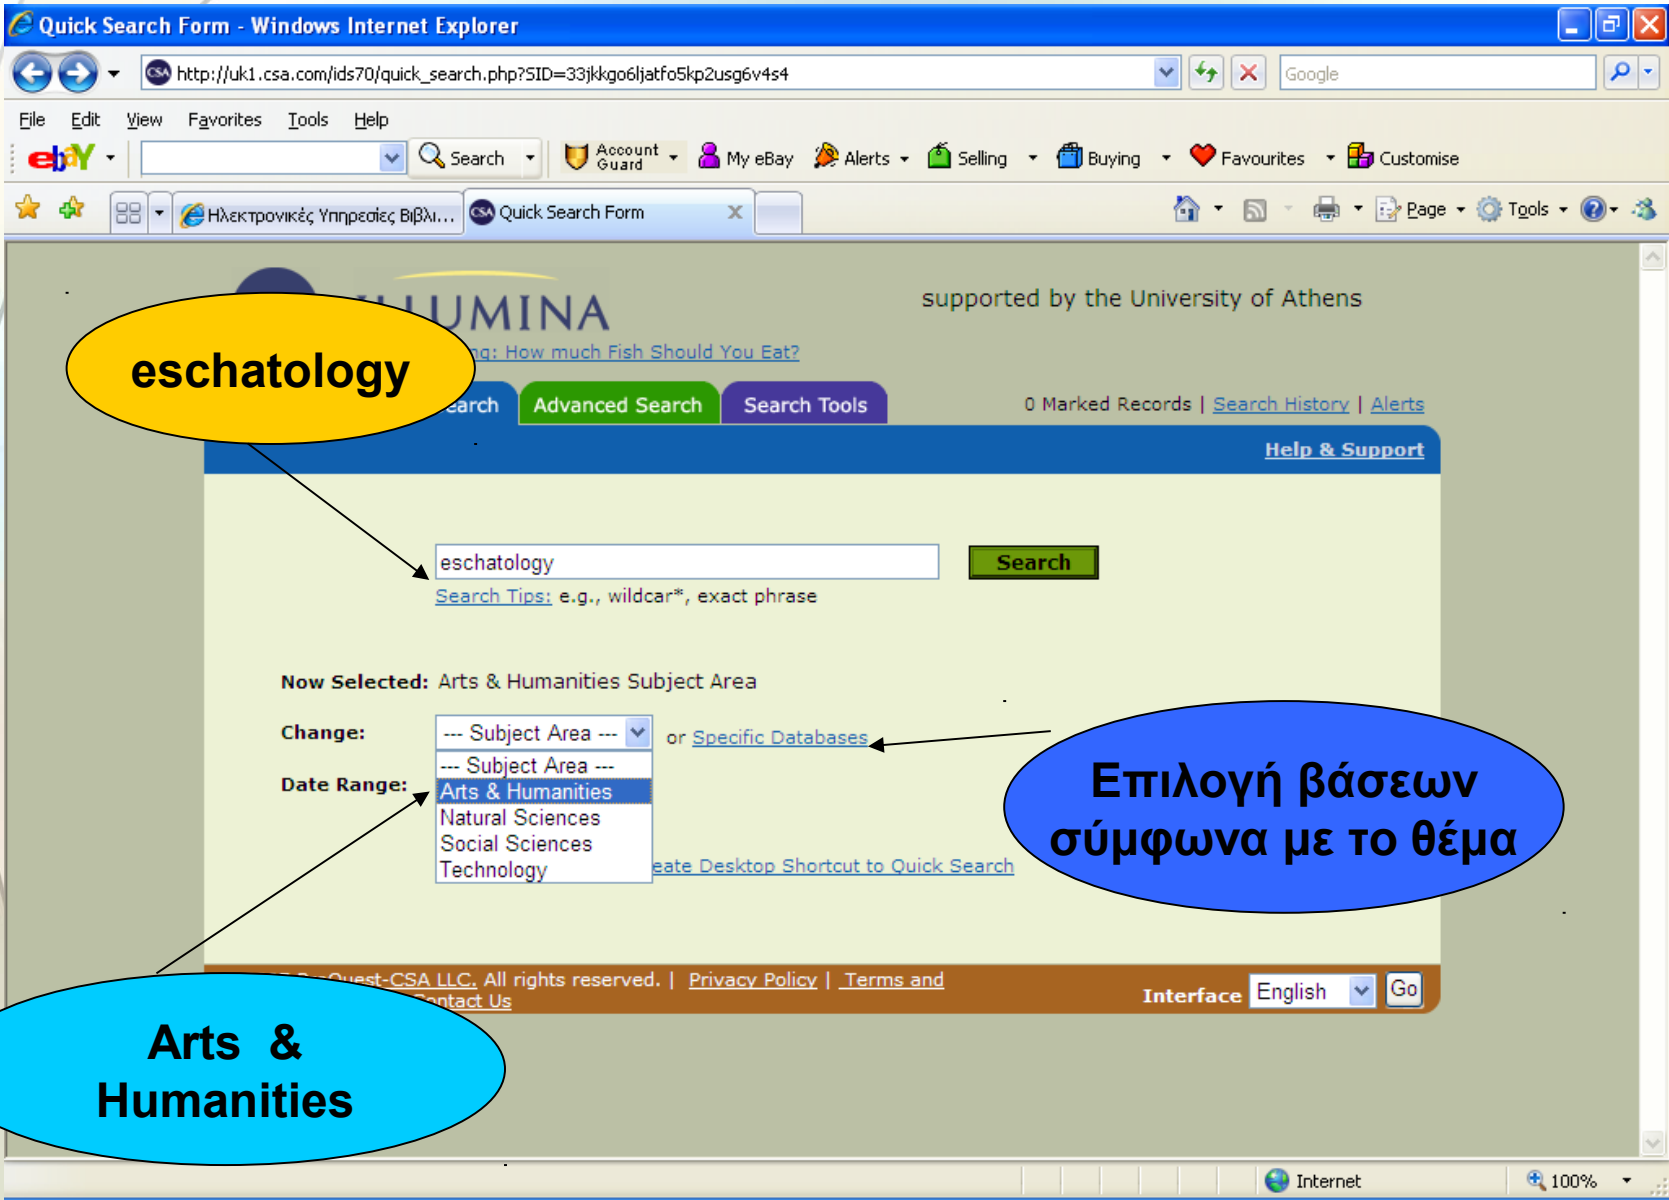 Quick Search Form - Windows Internet Explorer
http://uk1.csa.com/ids70/quick_search.php?SID=33jkkgo6ljatfo5kp2usg6v4s4
Google
File Edit View Favorites Tools Help
ebaY Search Account Guard My eBay Alerts Selling Buying Favourites Customise
Ηλεκτρονικές Υπηρεσίες Βιβλι... CSA Quick Search Form Page Tools
UMINA
supported by the University of Athens
How much Fish Should You Eat?
eschatology
Advanced Search Search Tools
0 Marked Records | Search History | Alerts
Help & Support
eschatology Search
Search Tips: e.g., wildcar*, exact phrase
Now Selected: Arts & Humanities Subject Area
Change: --- Subject Area --- or Specific Databases
--- Subject Area ---
Date Range:
Arts & Humanities
Natural Sciences
Social Sciences
Technology
Επιλογή βάσεων
σύμφωνα με το θέμα
Desktop Shortcut to Quick Search
-CSA LLC. All rights reserved. | Privacy Policy | Terms and
Contact Us
Interface English Go
Arts &
Humanities
Internet 100%